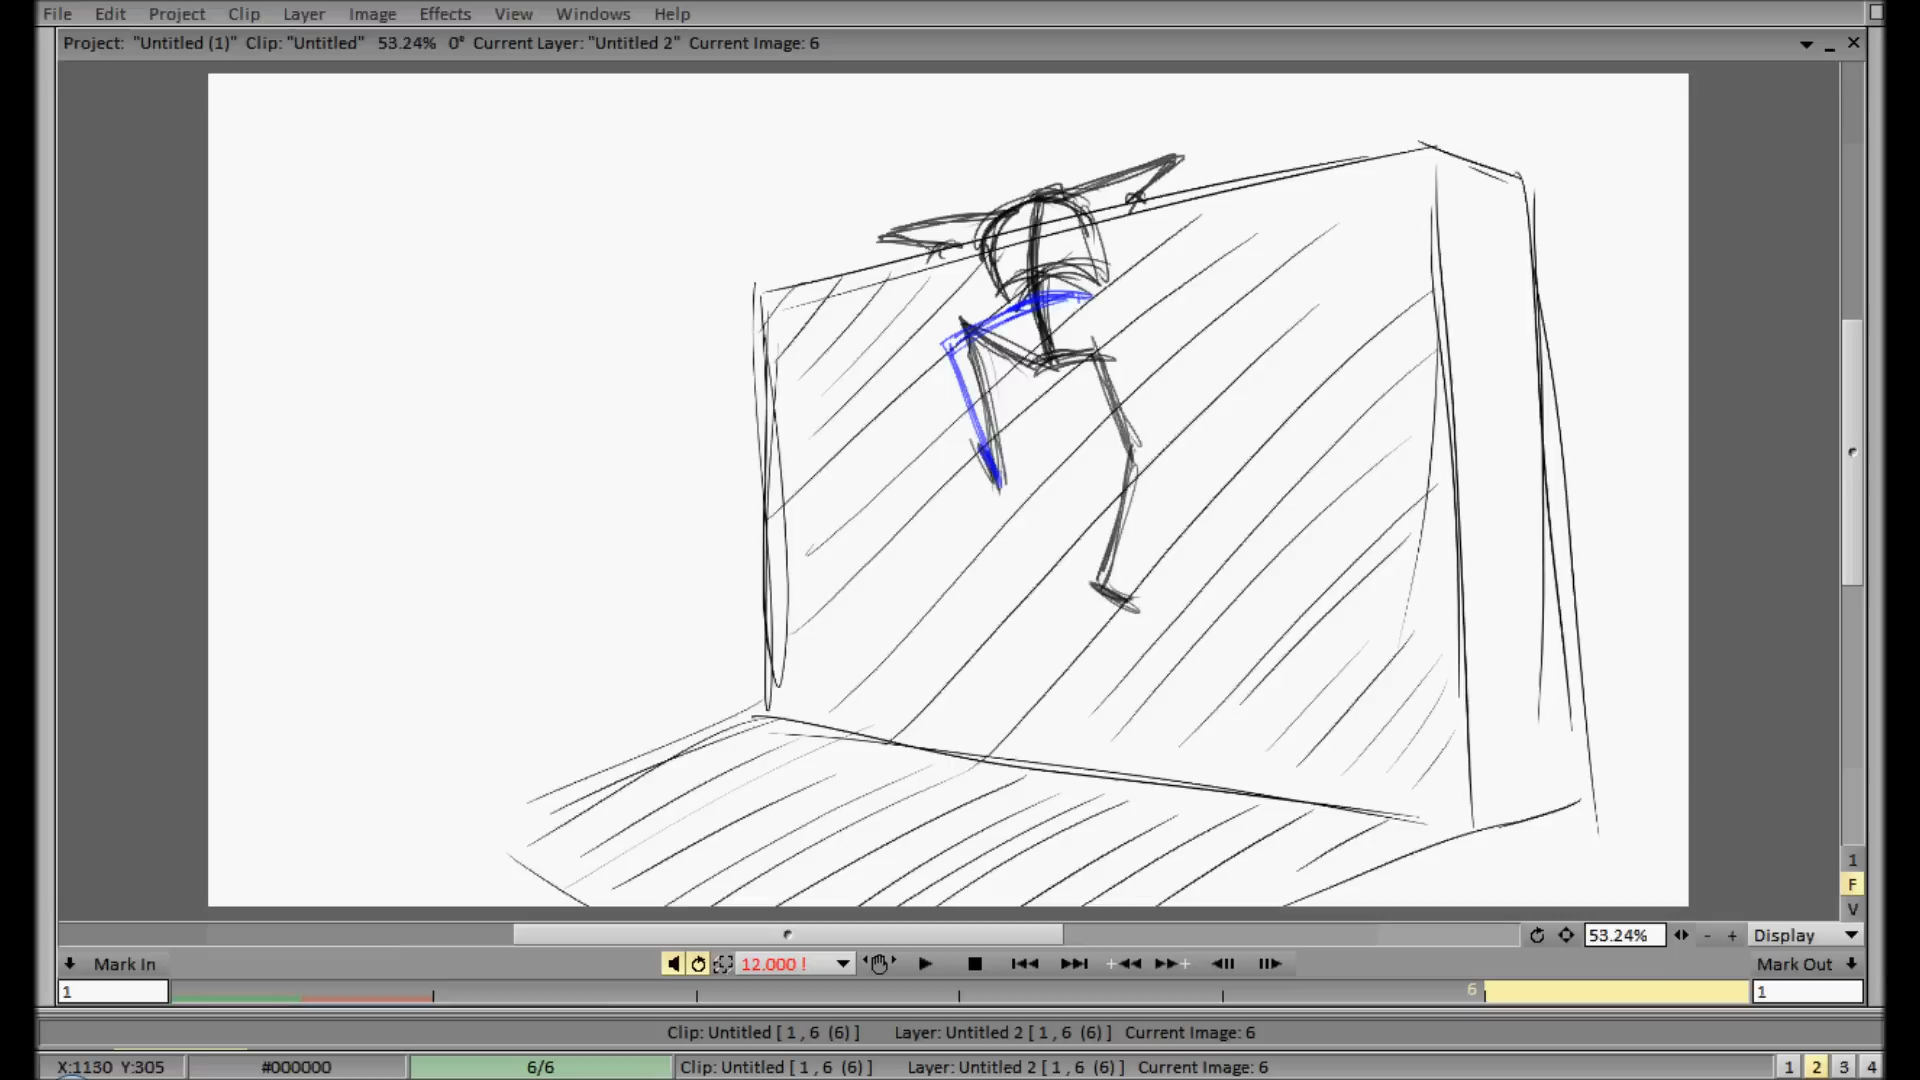 File Edit Project Clip Layer Image Effects View Windows Help
Project: "Untitled (1)" Clip: "Untitled" 53.24% 0° Current Layer: "Untitled 2" Current Image: 6
1
F
V
53.24% - + Display
Mark In 12.000 ! Mark Out
1 6 1
Clip: Untitled [ 1 , 6 (6) ] Layer: Untitled 2 [ 1 , 6 (6) ] Current Image: 6
X:1130 Y:305 #000000 6/6 Clip: Untitled [ 1 , 6 (6) ] Layer: Untitled 2 [ 1 , 6 (6) ] Current Image: 6 1 2 3 4